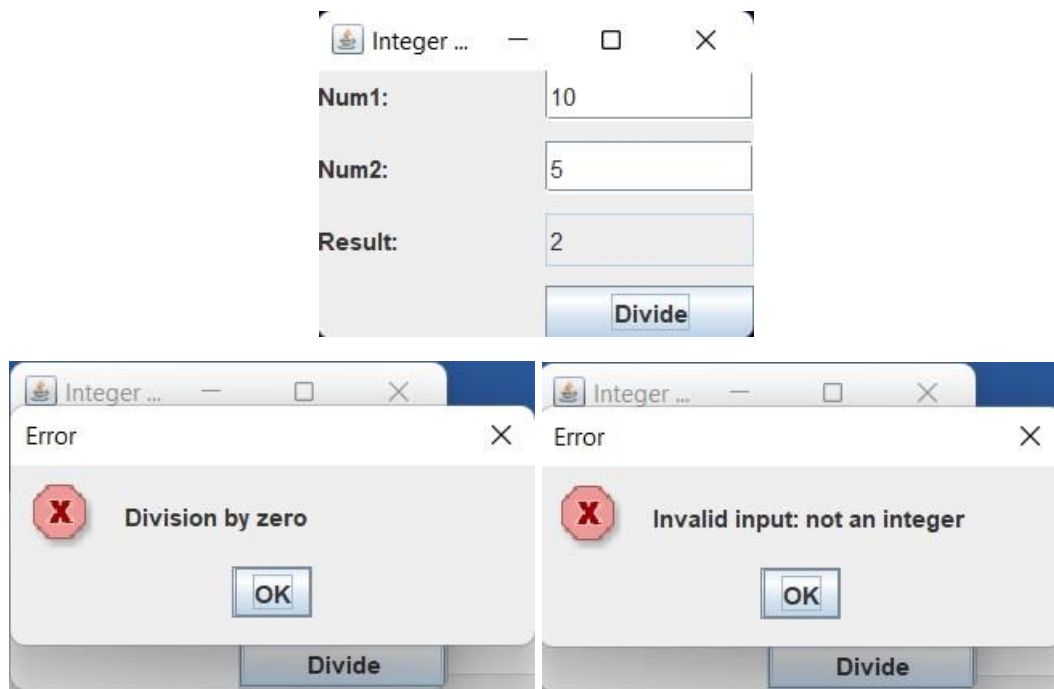 Integer ...
Num1: 10
Num2: 5
Result: 2
Divide
Integer ...
Error
Division by zero
OK
Divide
Integer ...
Error
Invalid input: not an integer
OK
Divide